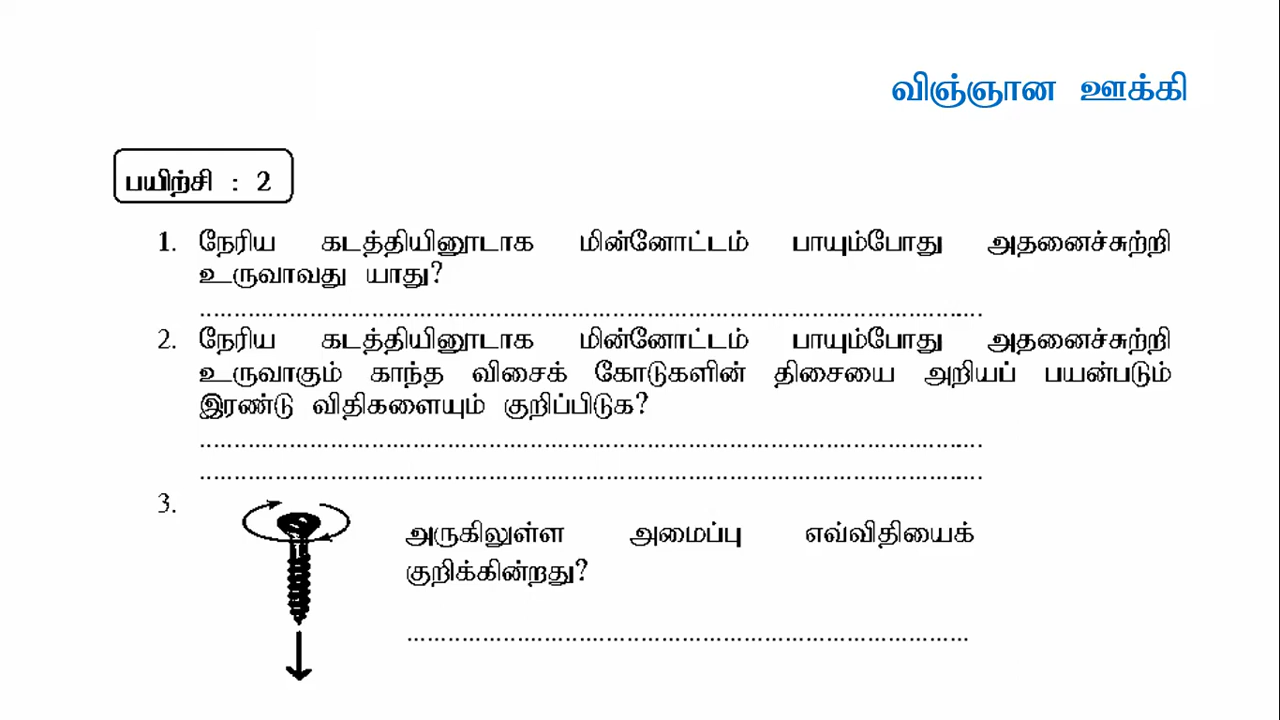 விஞ்ஞான ஊக்கி
பயிற்சி : 2
1. நேரிய கடத்தியினூடாக மின்னோட்டம் பாயும்போது அதனைச்சுற்றி
உருவாவது யாது?
2. நேரிய கடத்தியினூடாக மின்னோட்டம் பாயும்போது அதனைச்சுற்றி
உருவாகும் காந்த விசைக் கோடுகளின் திசையை அறியப் பயன்படும்
இரண்டு விதிகளையும் குறிப்பிடுக?
3.
அருகிலுள்ள அமைப்பு எவ்விதியைக்
குறிக்கின்றது?